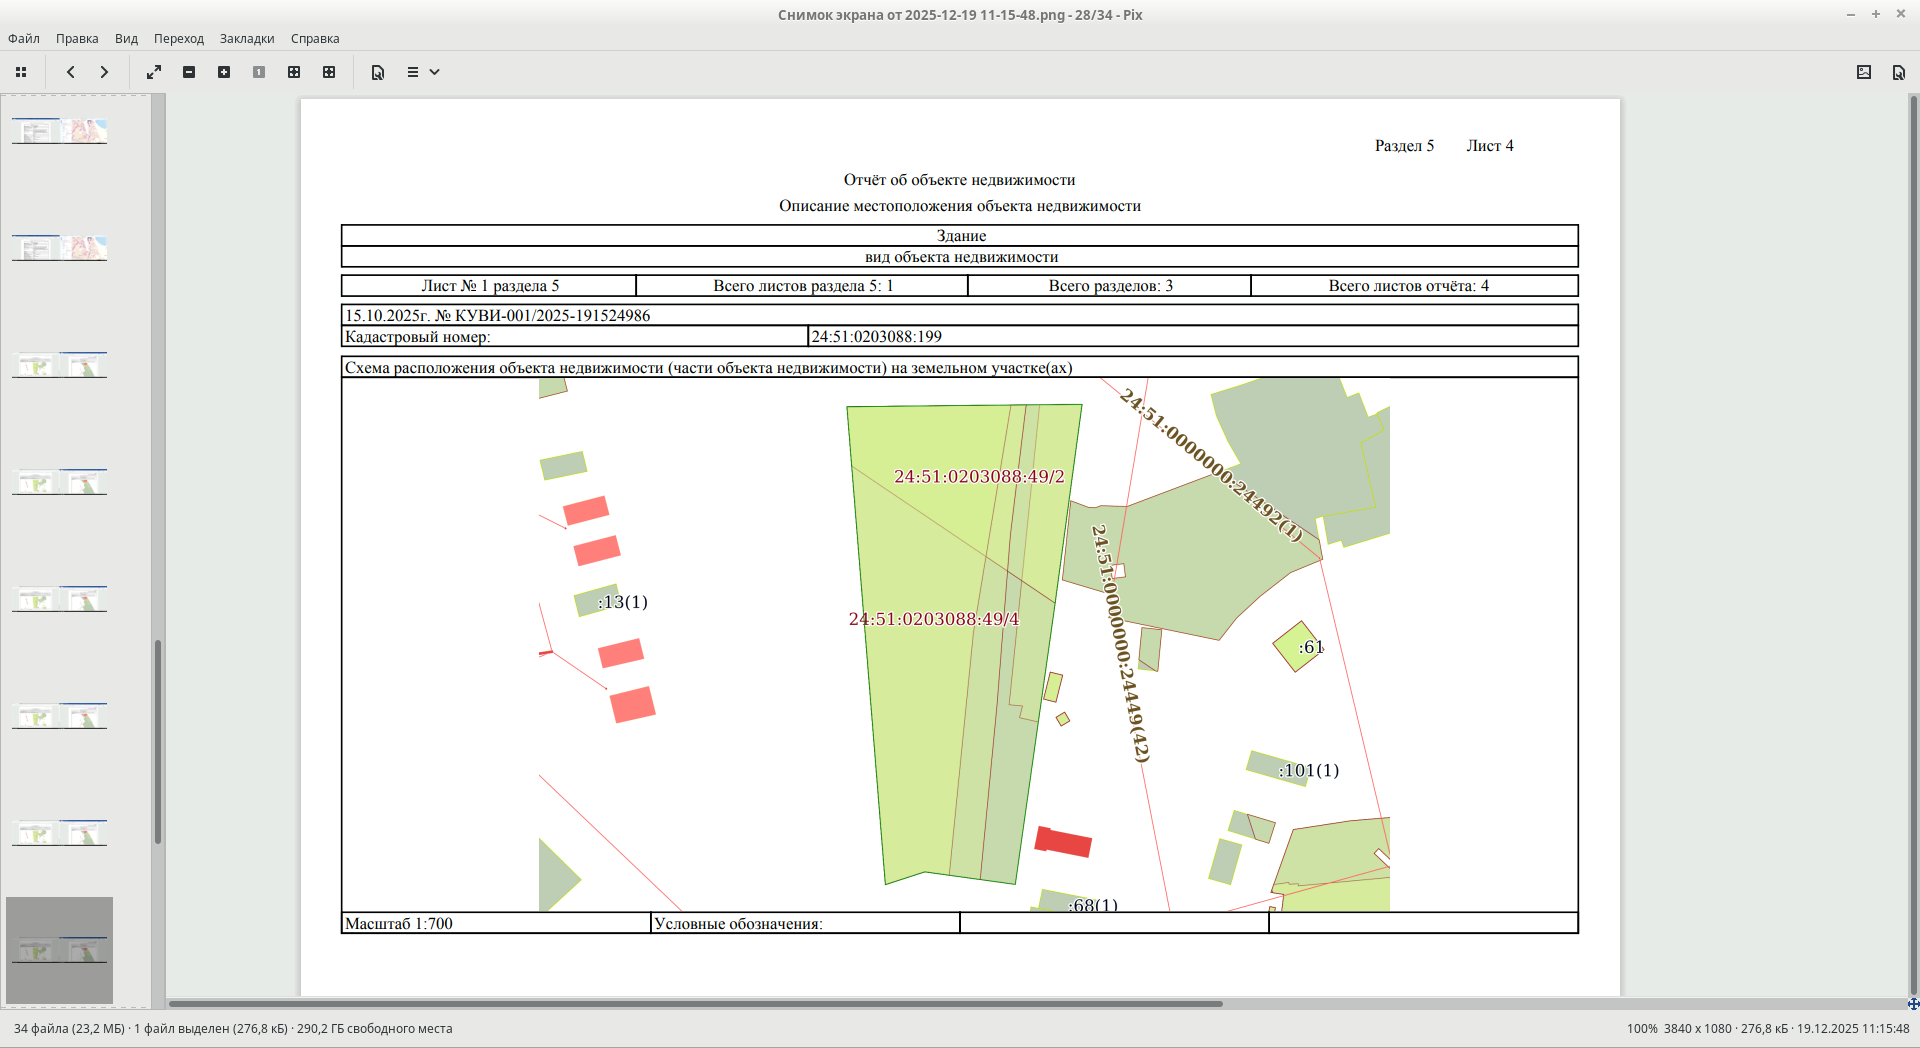 Снимок экрана от 2025-12-19 11-15-48.png - 28/34 - Pix
Файл Правка Вид Переход Закладки Справка
1
Раздел 5 Лист 4
Отчёт об объекте недвижимости
Описание местоположения объекта недвижимости
Здание
вид объекта недвижимости
Лист № 1 раздела 5 Всего листов раздела 5: 1 Всего разделов: 3 Всего листов отчёта: 4
15.10.2025г. № КУВИ-001/2025-191524986
Кадастровый номер: 24:51:0203088:199
Схема расположения объекта недвижимости (части объекта недвижимости) на земельном участке(ах)
24:51:0000000:24492(1)
24:51:0203088:49/2
24:51:0000000:24449(42)
:13(1)
24:51:0203088:49/4
:61
:101(1)
:68(1)
Масштаб 1:700 Условные обозначения:
34 файла (23,2 МБ) · 1 файл выделен (276,8 кБ) · 290,2 ГБ свободного места
100% 3840 x 1080 · 276,8 кБ · 19.12.2025 11:15:48